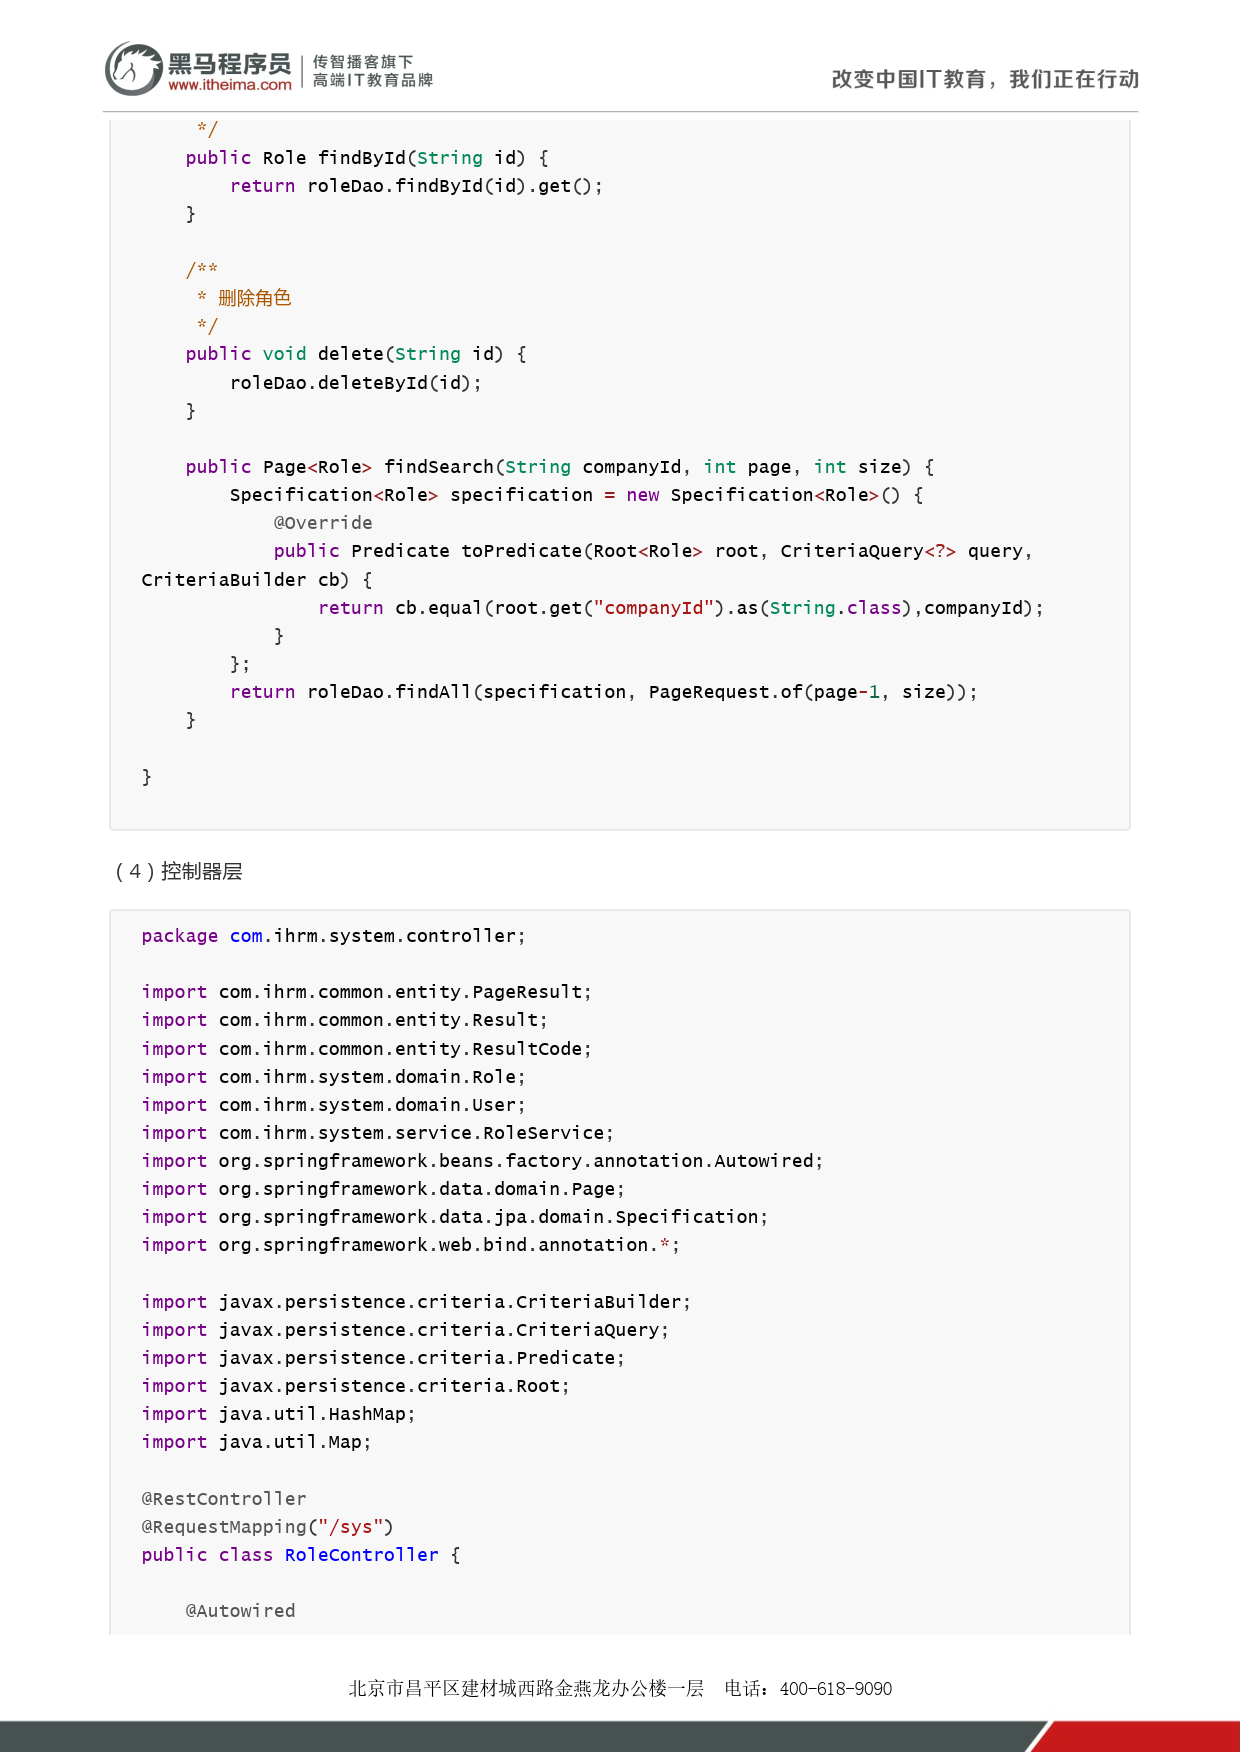 黑马程序员
www.itheima.com
传智播客旗下
高端IT教育品牌
改变中国IT教育，我们正在行动
     */
    public Role findById(String id) {
        return roleDao.findById(id).get();
    }

    /**
     * 删除角色
     */
    public void delete(String id) {
        roleDao.deleteById(id);
    }

    public Page<Role> findSearch(String companyId, int page, int size) {
        Specification<Role> specification = new Specification<Role>() {
            @Override
            public Predicate toPredicate(Root<Role> root, CriteriaQuery<?> query,
CriteriaBuilder cb) {
                return cb.equal(root.get("companyId").as(String.class),companyId);
            }
        };
        return roleDao.findAll(specification, PageRequest.of(page-1, size));
    }

}
（4）控制器层
package com.ihrm.system.controller;

import com.ihrm.common.entity.PageResult;
import com.ihrm.common.entity.Result;
import com.ihrm.common.entity.ResultCode;
import com.ihrm.system.domain.Role;
import com.ihrm.system.domain.User;
import com.ihrm.system.service.RoleService;
import org.springframework.beans.factory.annotation.Autowired;
import org.springframework.data.domain.Page;
import org.springframework.data.jpa.domain.Specification;
import org.springframework.web.bind.annotation.*;

import javax.persistence.criteria.CriteriaBuilder;
import javax.persistence.criteria.CriteriaQuery;
import javax.persistence.criteria.Predicate;
import javax.persistence.criteria.Root;
import java.util.HashMap;
import java.util.Map;

@RestController
@RequestMapping("/sys")
public class RoleController {

    @Autowired
北京市昌平区建材城西路金燕龙办公楼一层 电话：400-618-9090